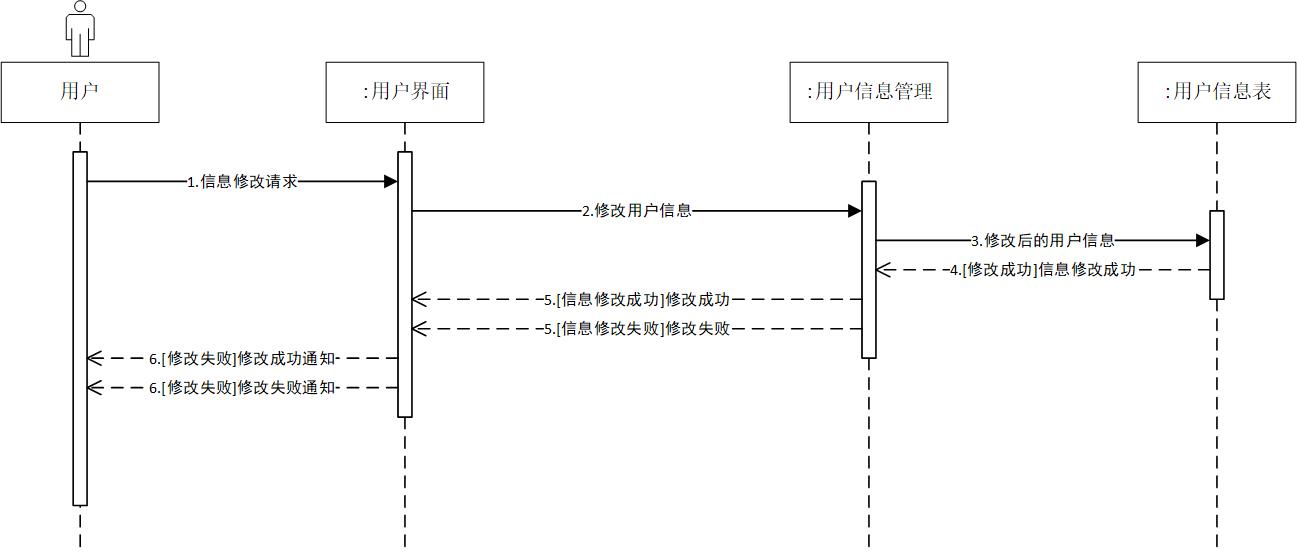 用户
:用户界面
:用户信息管理
:用户信息表
1.信息修改请求
2.修改用户信息
3.修改后的用户信息
4.[修改成功]信息修改成功
5.[信息修改成功]修改成功
5.[信息修改失败]修改失败
6.[修改失败]修改成功通知
6.[修改失败]修改失败通知